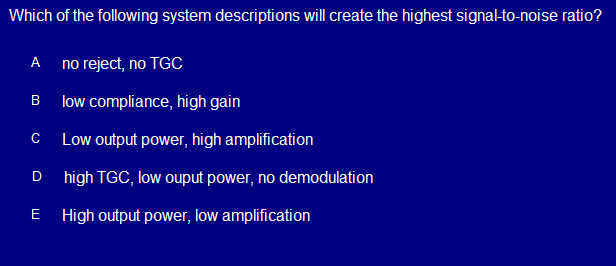 Which of the following system descriptions will create the highest signal-to-noise ratio?
A no reject, no TGC
B low compliance, high gain
C Low output power, high amplification
D high TGC, low ouput power, no demodulation
E High output power, low amplification